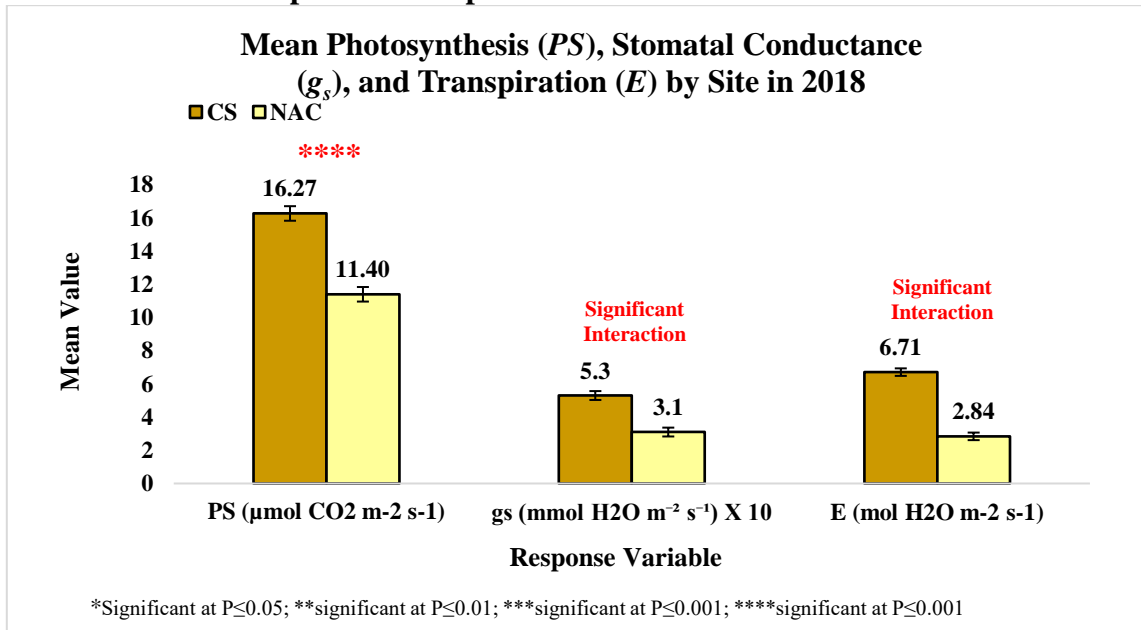 Mean Photosynthesis (PS), Stomatal Conductance
(gs), and Transpiration (E) by Site in 2018
CS NAC
****
18
16
14
12
10
8
6
4
2
0
Mean Value
16.27
11.40
Significant
Interaction
5.3
3.1
Significant
Interaction
6.71
2.84
PS (µmol CO2 m-2 s-1) gs (mmol H2O m⁻² s⁻¹) X 10 E (mol H2O m-2 s-1)
Response Variable
*Significant at P≤0.05; **significant at P≤0.01; ***significant at P≤0.001; ****significant at P≤0.001